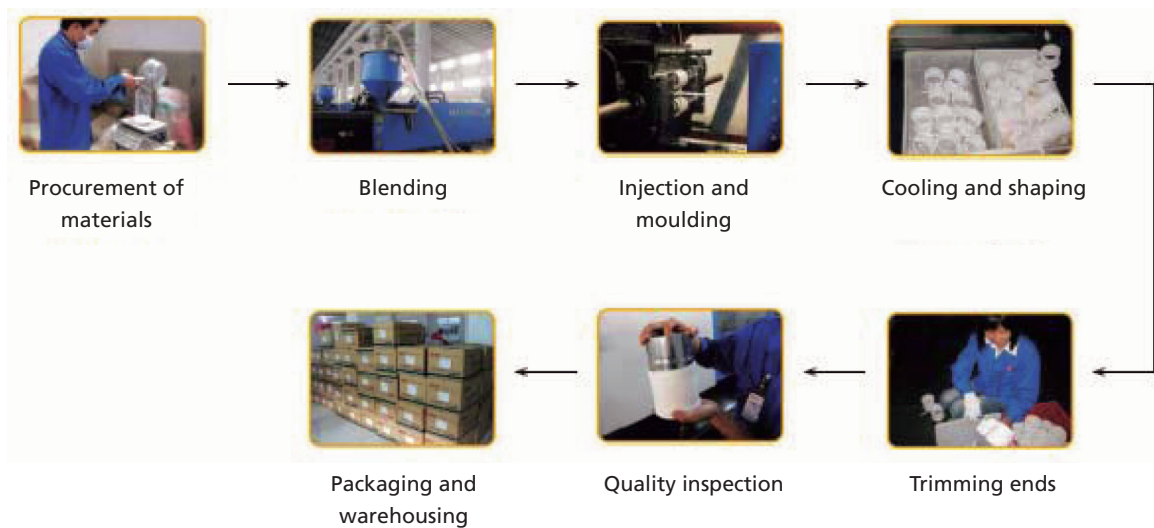 Procurement of
materials
Blending
Injection and
moulding
Cooling and shaping
Trimming ends
Quality inspection
Packaging and
warehousing